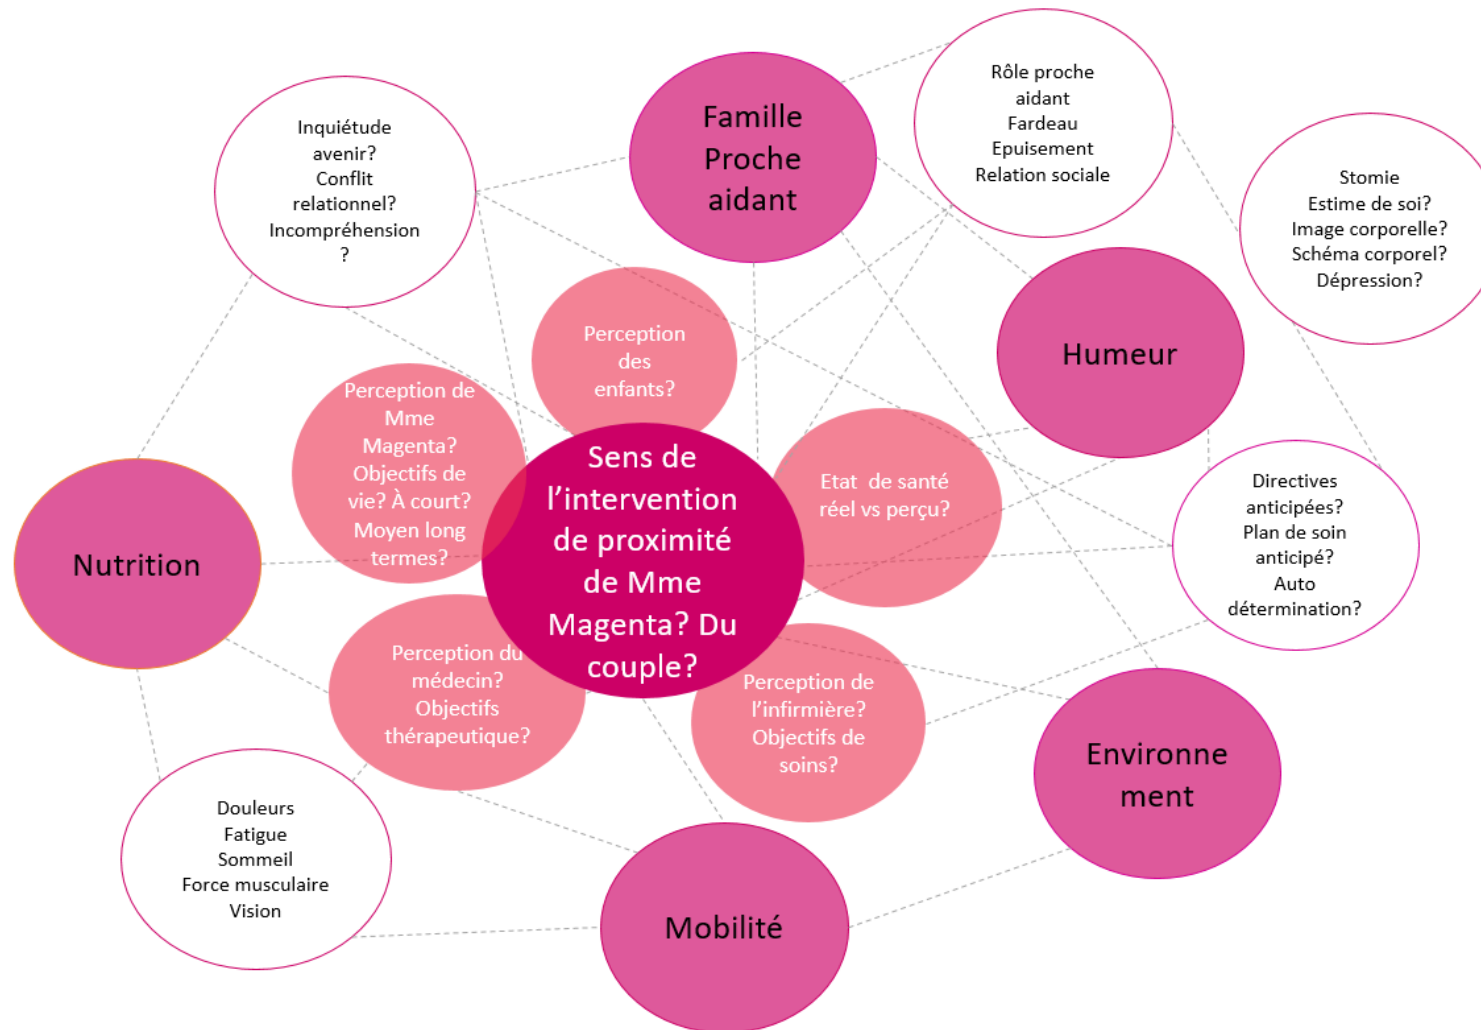 Inquiétude
avenir?
Conflit
relationnel?
Incompréhension
?
Famille
Proche
aidant
Rôle proche
aidant
Fardeau
Epuisement
Relation sociale
Stomie
Estime de soi?
Image corporelle?
Schéma corporel?
Dépression?
Humeur
Perception
des
enfants?
Perception de
Mme
Magenta?
Objectifs de
vie? À court?
Moyen long
termes?
Sens de
l’intervention
de proximité
de Mme
Magenta? Du
couple?
Etat de santé
réel vs perçu?
Directives
anticipées?
Plan de soin
anticipé?
Auto
détermination?
Nutrition
Perception du
médecin?
Objectifs
thérapeutique?
Perception de
l’infirmière?
Objectifs de
soins?
Environne
ment
Douleurs
Fatigue
Sommeil
Force musculaire
Vision
Mobilité